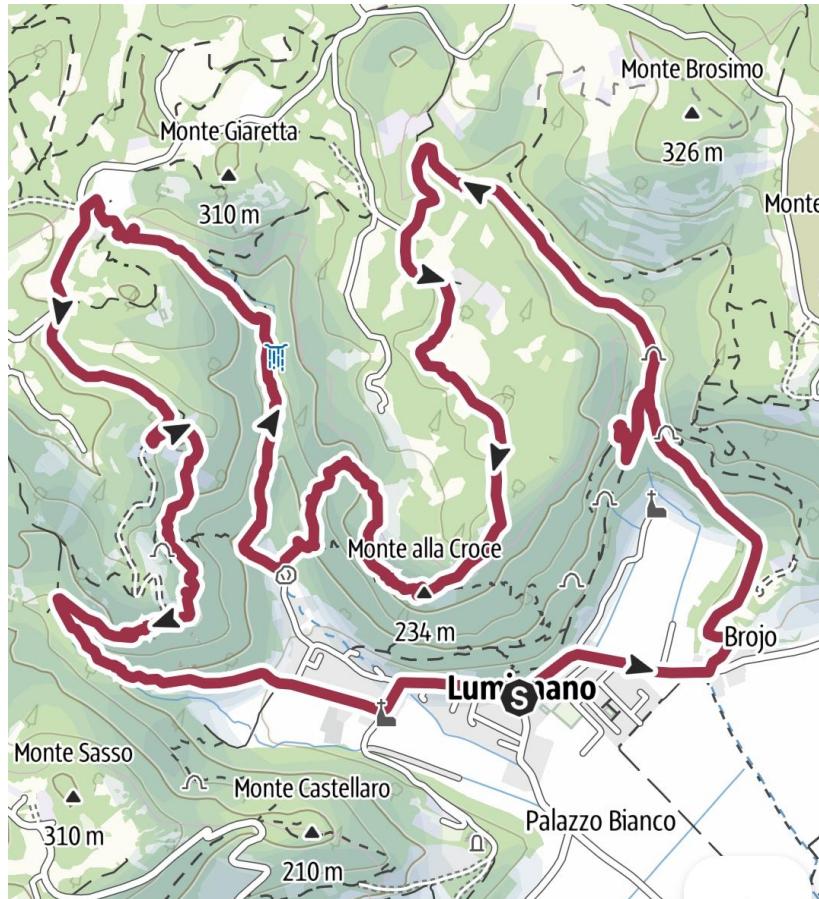 Monte Brosimo
326 m
Monte Giaretta
310 m
Monte
Monte alla Croce
234 m
Brojo
S
Monte Sasso
310 m
Monte Castellaro
210 m
Palazzo Bianco